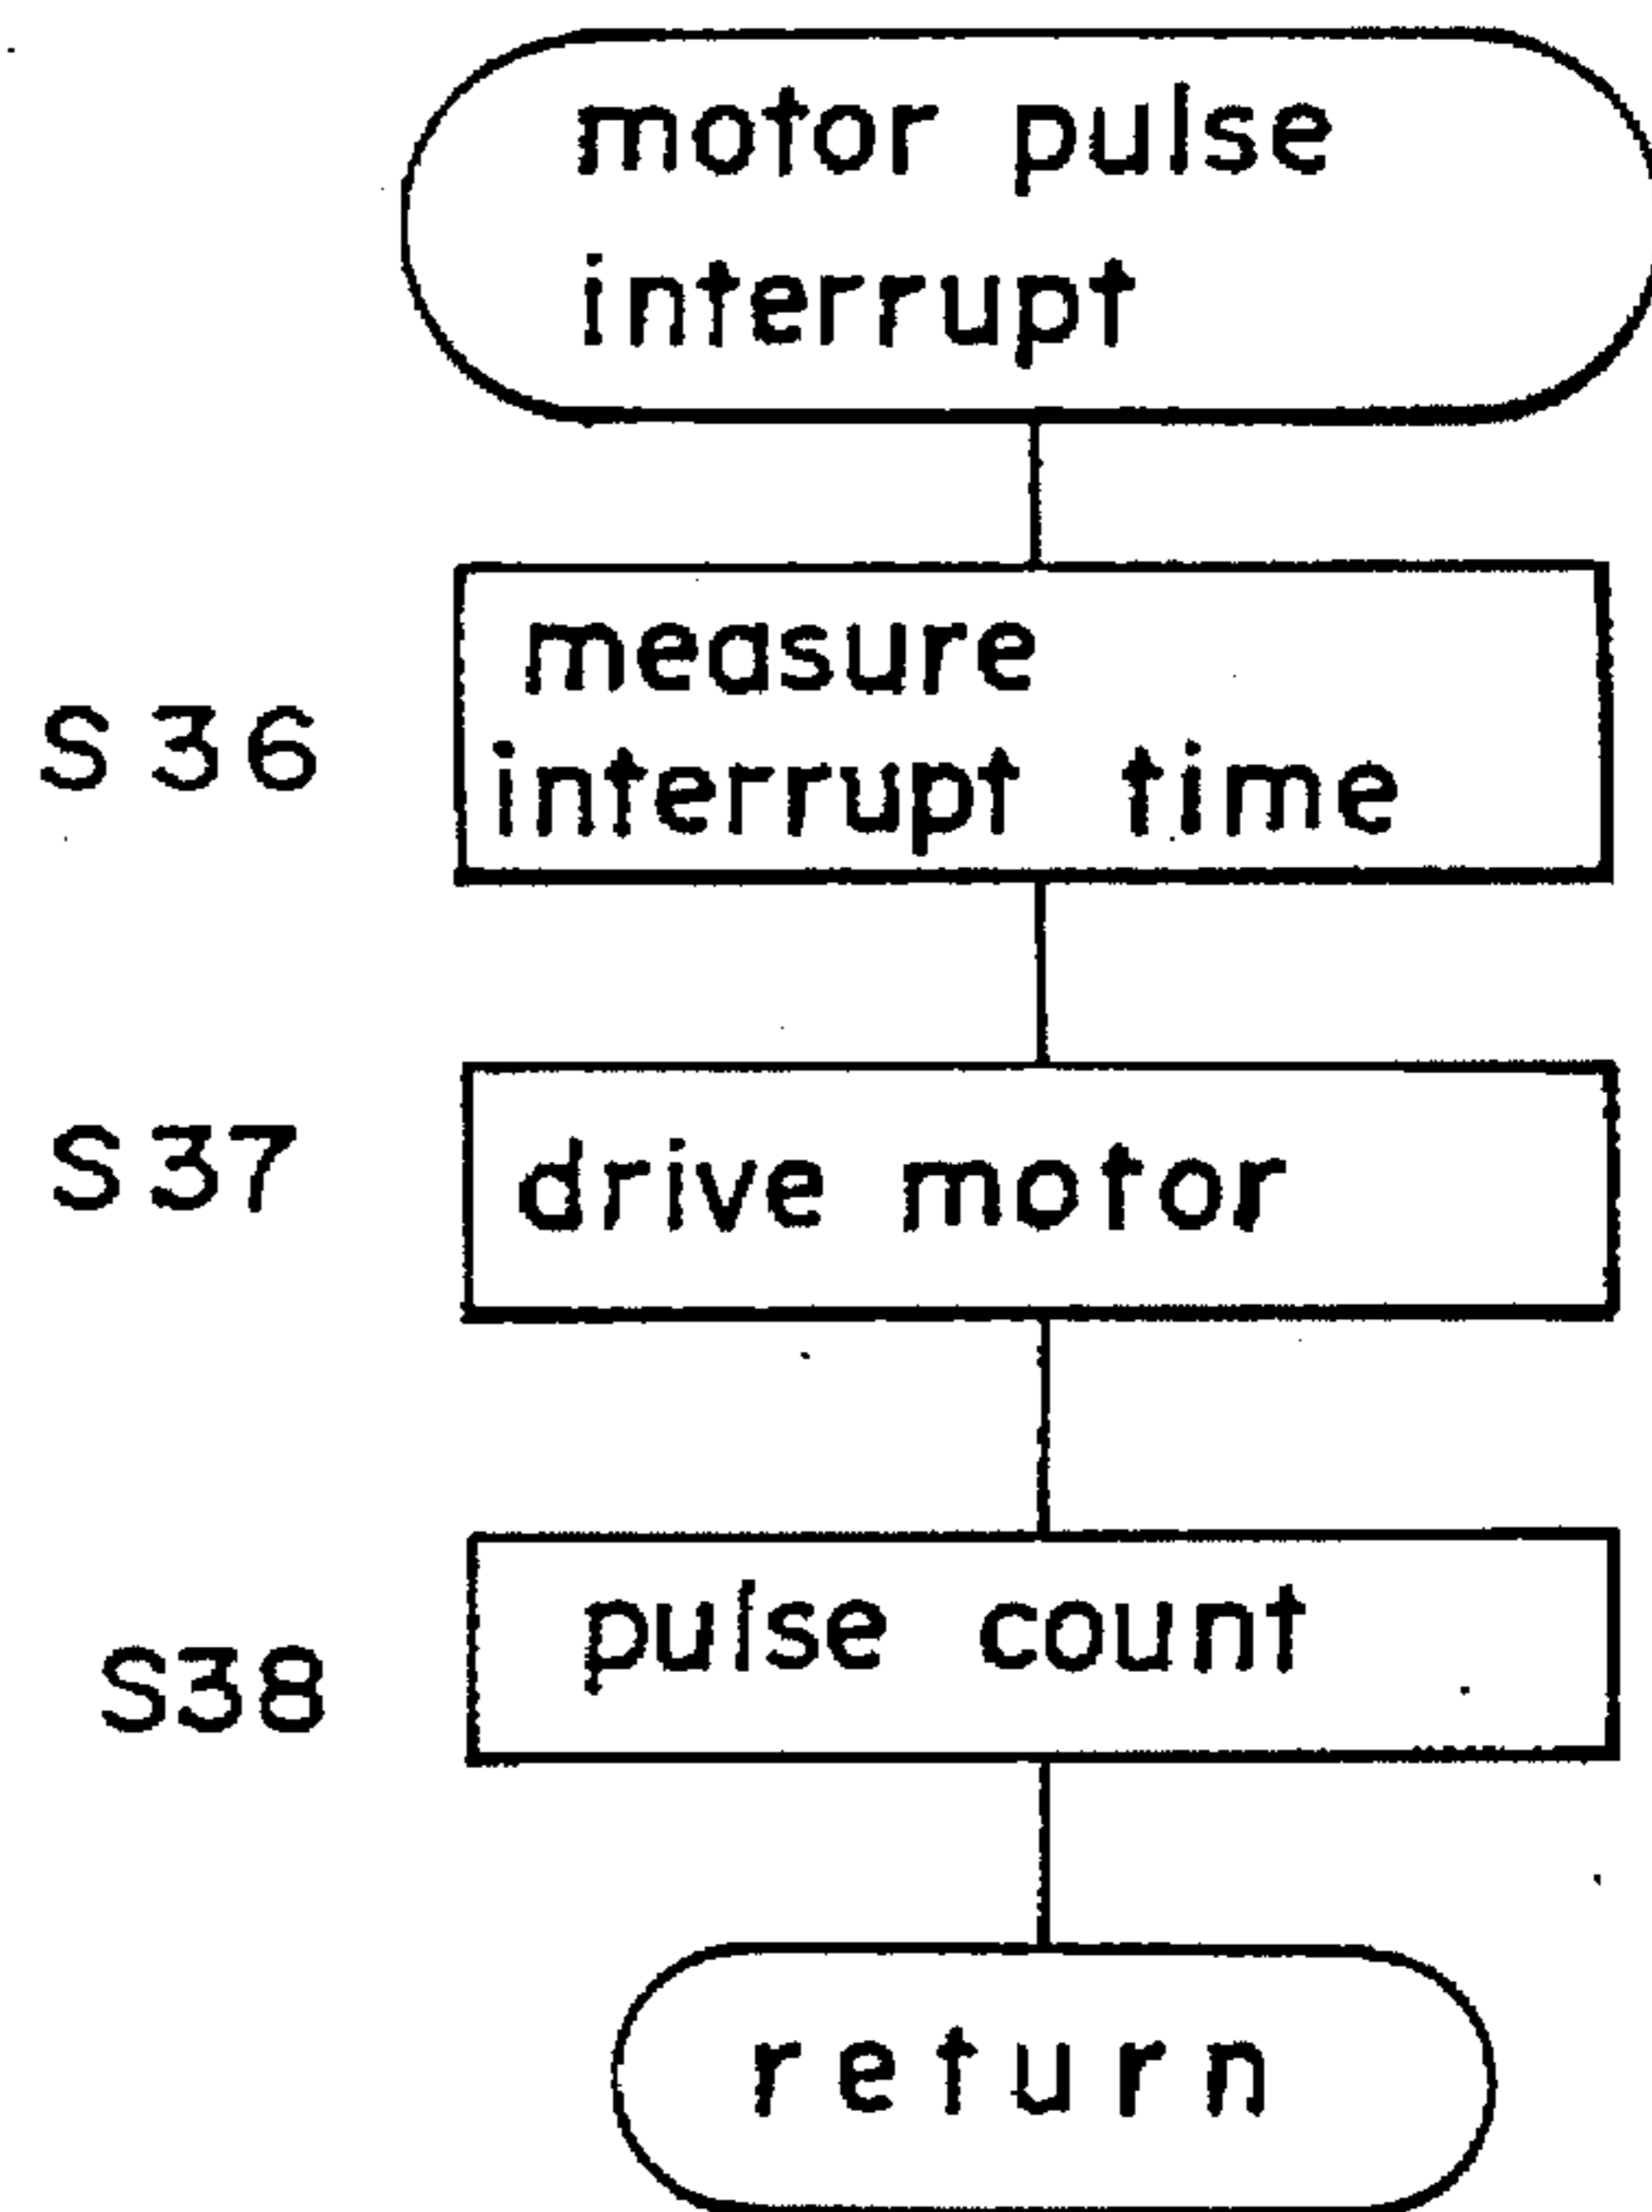 motor pulse
interrupt
S36
measure
interrupt time
S37
drive motor
S38
pulse count
return